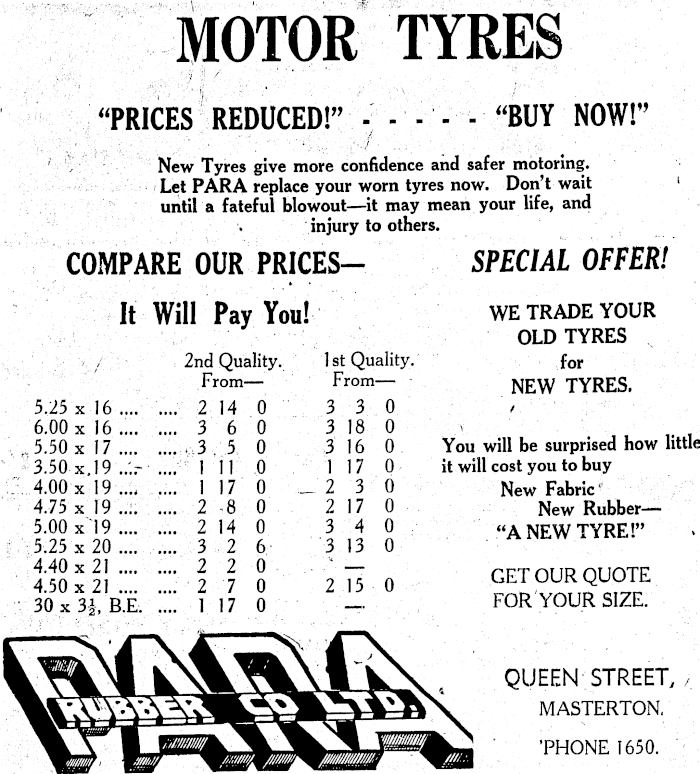 MOTOR TYRES
"PRICES REDUCED!" - - - - - "BUY NOW!"
New Tyres give more confidence and safer motoring.
Let PARA replace your worn tyres now. Don't wait
until a fateful blowout—it may mean your life, and
injury to others.
COMPARE OUR PRICES—
It Will Pay You!
2nd Quality. 1st Quality.
From— From—
5.25 x 16 .... .... 2 14 0 3 3 0
6.00 x 16 .... .... 3 6 0 3 18 0
5.50 x 17 .... .... 3 5 0 3 16 0
3.50 x 19 .... .... 1 11 0 1 17 0
4.00 x 19 .... .... 1 17 0 2 3 0
4.75 x 19 .... .... 2 8 0 2 17 0
5.00 x 19 .... .... 2 14 0 3 4 0
5.25 x 20 .... .... 3 2 6 3 13 0
4.40 x 21 .... .... 2 2 0 —
4.50 x 21 .... .... 2 7 0 2 15 0
30 x 3½, B.E. .... 1 17 0 —
SPECIAL OFFER!
WE TRADE YOUR
OLD TYRES
for
NEW TYRES.
You will be surprised how little
it will cost you to buy
New Fabric
New Rubber—
"A NEW TYRE!"
GET OUR QUOTE
FOR YOUR SIZE.
PARA
RUBBER CO LTD.
QUEEN STREET,
MASTERTON.
'PHONE 1650.